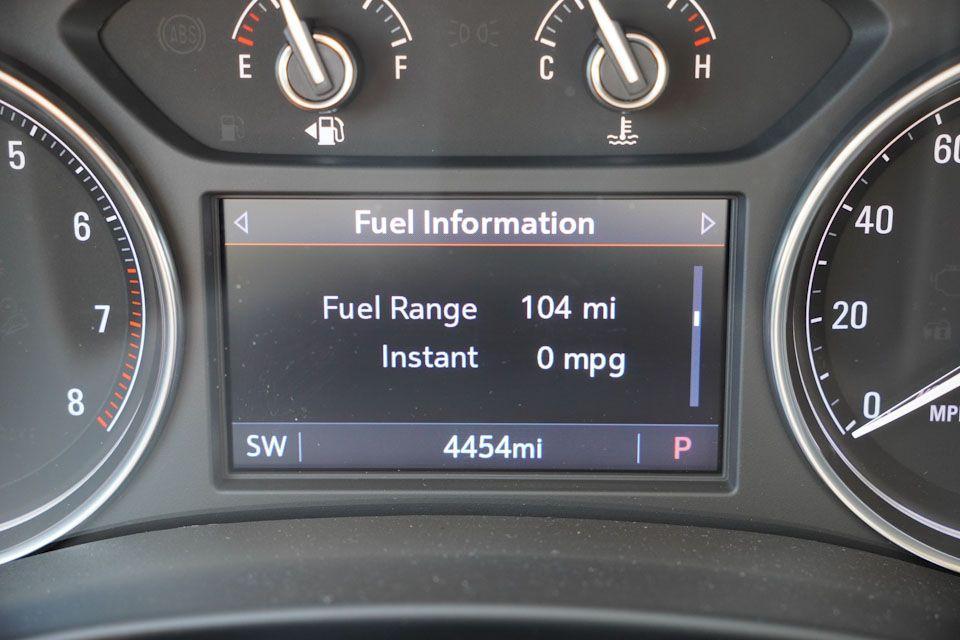 ABS
E F C H
Fuel Information
Fuel Range 104 mi
Instant 0 mpg
SW 4454mi P
5
6
7
8
60
40
20
0